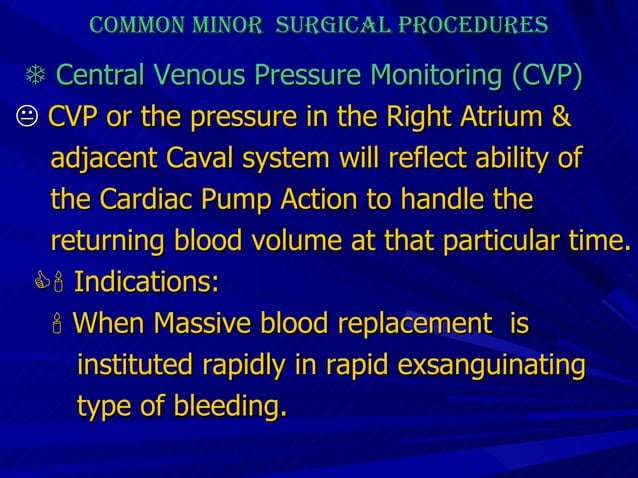 COMMON MINOR SURGICAL PROCEDURES
❄ Central Venous Pressure Monitoring (CVP)
😐 CVP or the pressure in the Right Atrium &
adjacent Caval system will reflect ability of
the Cardiac Pump Action to handle the
returning blood volume at that particular time.
Indications:
When Massive blood replacement is
instituted rapidly in rapid exsanguinating
type of bleeding.